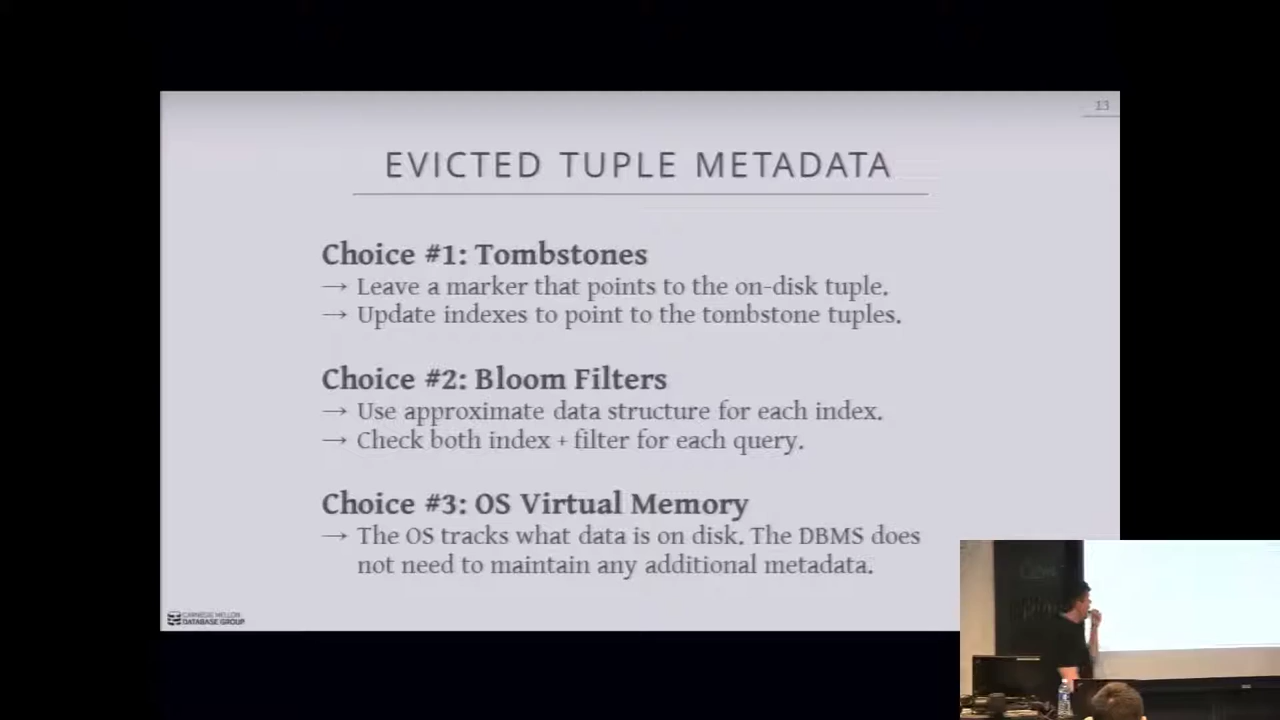 13
EVICTED TUPLE METADATA
Choice #1: Tombstones
→ Leave a marker that points to the on-disk tuple.
→ Update indexes to point to the tombstone tuples.
Choice #2: Bloom Filters
→ Use approximate data structure for each index.
→ Check both index + filter for each query.
Choice #3: OS Virtual Memory
→ The OS tracks what data is on disk. The DBMS does
not need to maintain any additional metadata.
CARNEGIE MELLON
DATABASE GROUP